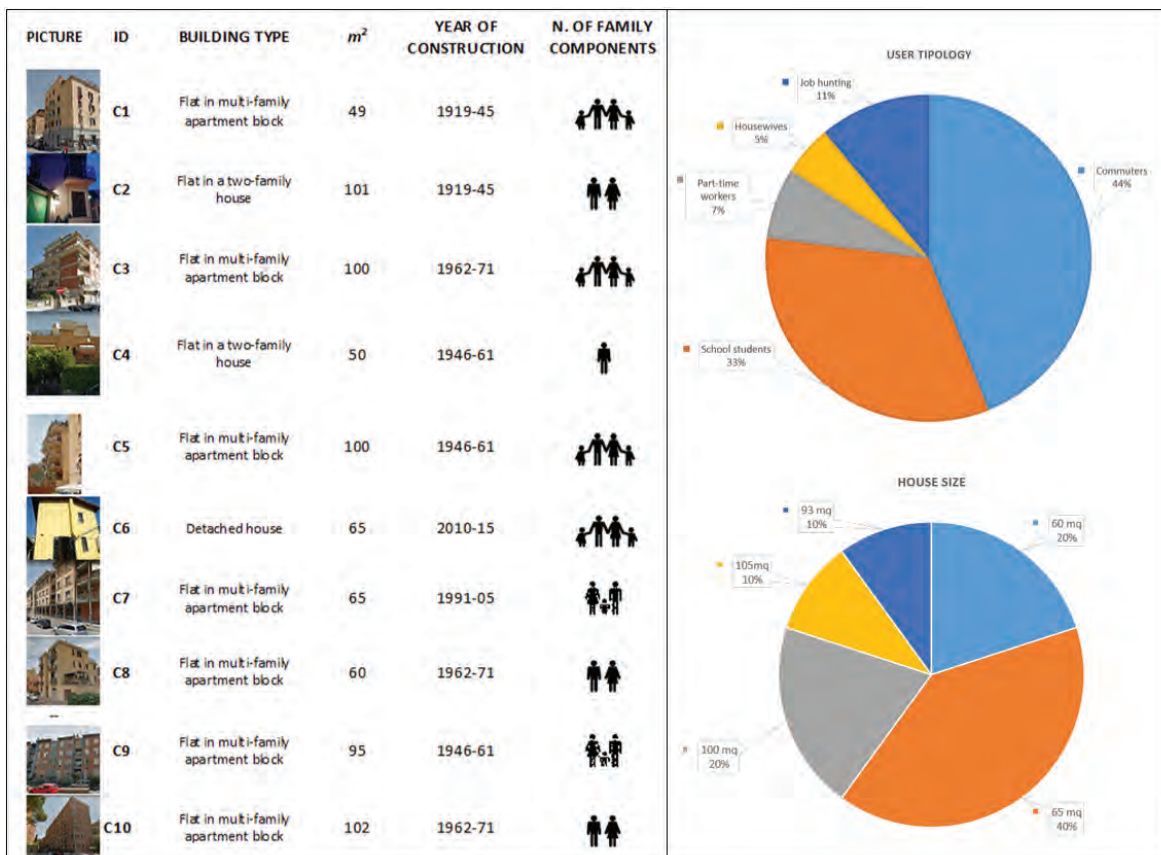 PICTURE ID BUILDING TYPE m² YEAR OF CONSTRUCTION N. OF FAMILY COMPONENTS
C1 Flat in multi-family apartment block 49 1919-45
C2 Flat in a two-family house 101 1919-45
C3 Flat in multi-family apartment block 100 1962-71
C4 Flat in a two-family house 50 1946-61
C5 Flat in multi-family apartment block 100 1946-61
C6 Detached house 65 2010-15
C7 Flat in multi-family apartment block 65 1991-05
C8 Flat in multi-family apartment block 60 1962-71
C9 Flat in multi-family apartment block 95 1946-61
C10 Flat in multi-family apartment block 102 1962-71
USER TIPOLOGY
Job hunting
11%
Housewives
5%
Part-time
workers
7%
Commuters
44%
School students
33%
HOUSE SIZE
93 mq
10%
60 mq
20%
105mq
10%
100 mq
20%
65 mq
40%